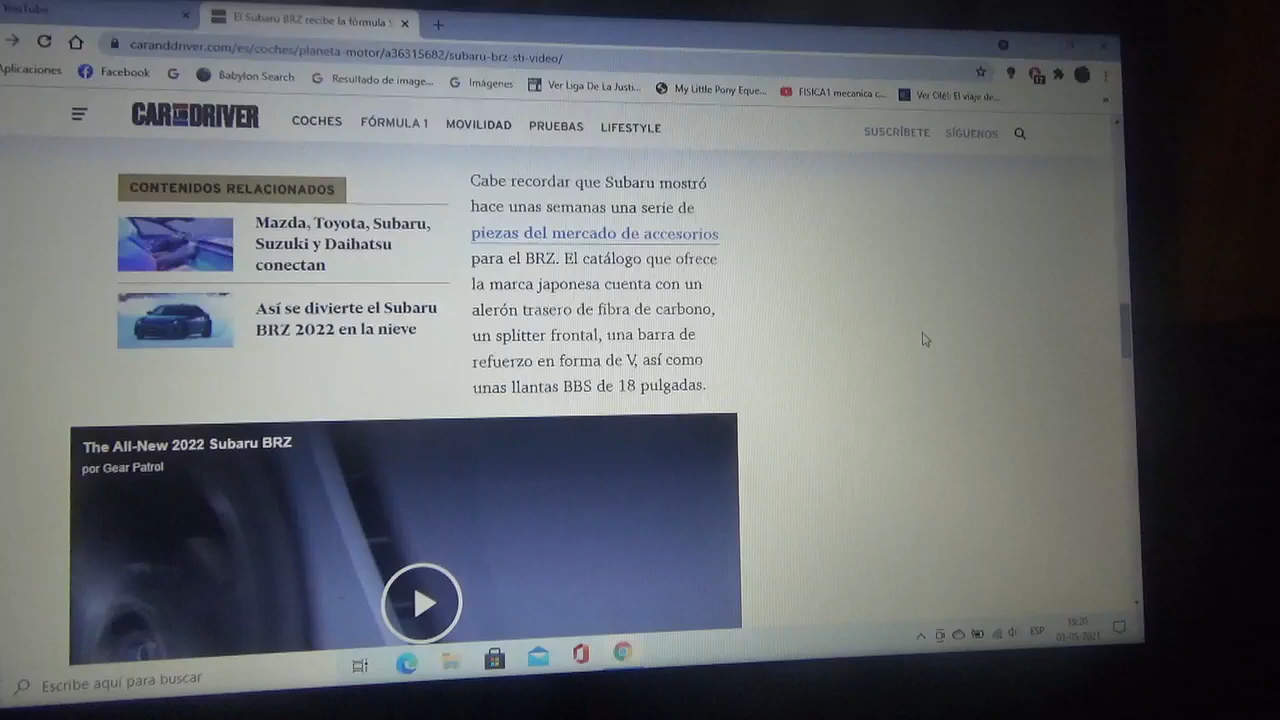 YouTube
El Subaru BRZ recibe la fórmula
caranddriver.com/es/coches/planeta-motor/a36315682/subaru-brz-sti-video/
Aplicaciones
Facebook
Babylon Search
Resultado de image...
Imágenes
Ver Liga De La Justi...
My Little Pony Eque...
FISICA1 mecanica c...
Ver Olé!: El viaje de...
CAR AND DRIVER
COCHES
FÓRMULA 1
MOVILIDAD
PRUEBAS
LIFESTYLE
SUSCRÍBETE
SÍGUENOS
CONTENIDOS RELACIONADOS
Mazda, Toyota, Subaru,
Suzuki y Daihatsu
conectan
Así se divierte el Subaru
BRZ 2022 en la nieve
Cabe recordar que Subaru mostró
hace unas semanas una serie de
piezas del mercado de accesorios
para el BRZ. El catálogo que ofrece
la marca japonesa cuenta con un
alerón trasero de fibra de carbono,
un splitter frontal, una barra de
refuerzo en forma de V, así como
unas llantas BBS de 18 pulgadas.
The All-New 2022 Subaru BRZ
por Gear Patrol
Escribe aquí para buscar
ESP
19:20
03-05-2021